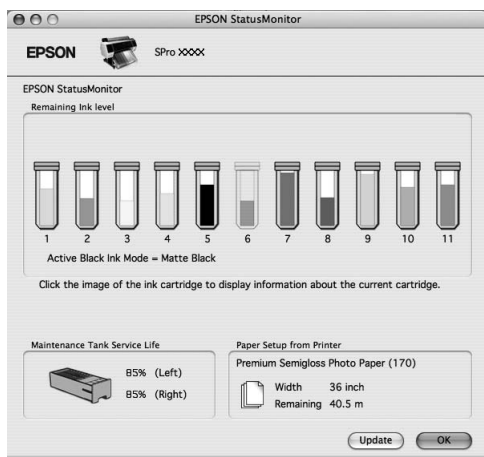 EPSON StatusMonitor
EPSON SPro XXXX
EPSON StatusMonitor
Remaining Ink level
1 2 3 4 5 6 7 8 9 10 11
Active Black Ink Mode = Matte Black
Click the image of the ink cartridge to display information about the current cartridge.
Maintenance Tank Service Life
85% (Left)
85% (Right)
Paper Setup from Printer
Premium Semigloss Photo Paper (170)
Width 36 inch
Remaining 40.5 m
Update OK